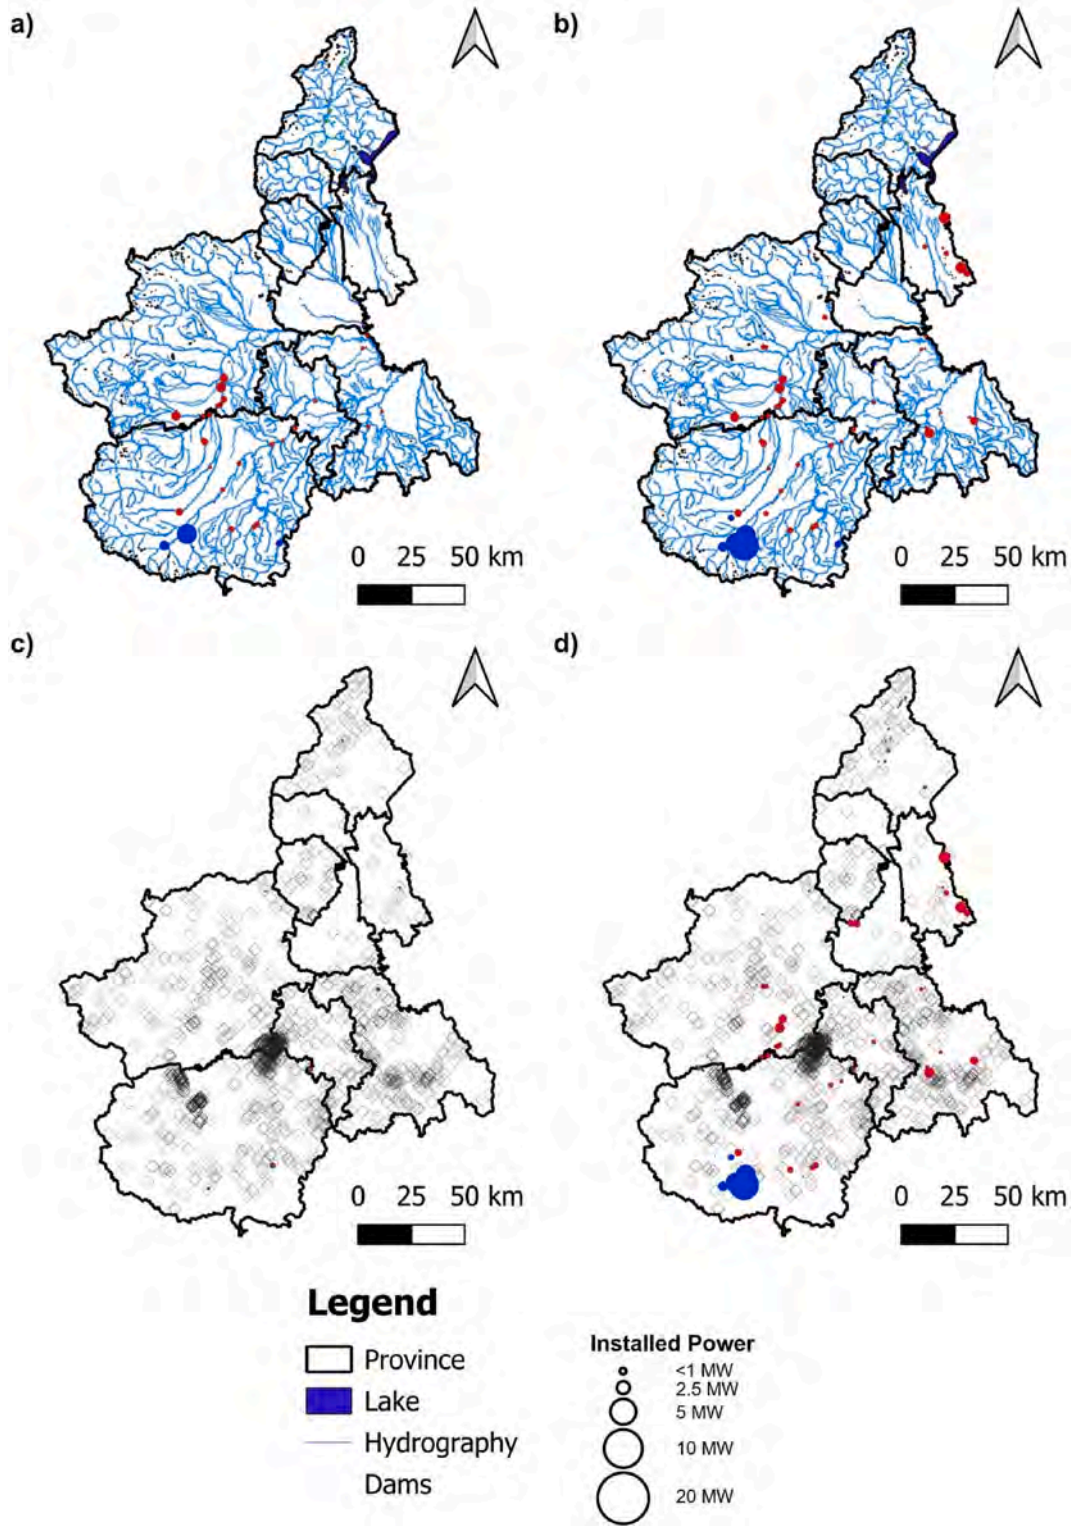 a)
b)
0 25 50 km
0 25 50 km
c)
d)
0 25 50 km
0 25 50 km
Legend
Province
Lake
Hydrography
Dams
Installed Power
<1 MW
2.5 MW
5 MW
10 MW
20 MW